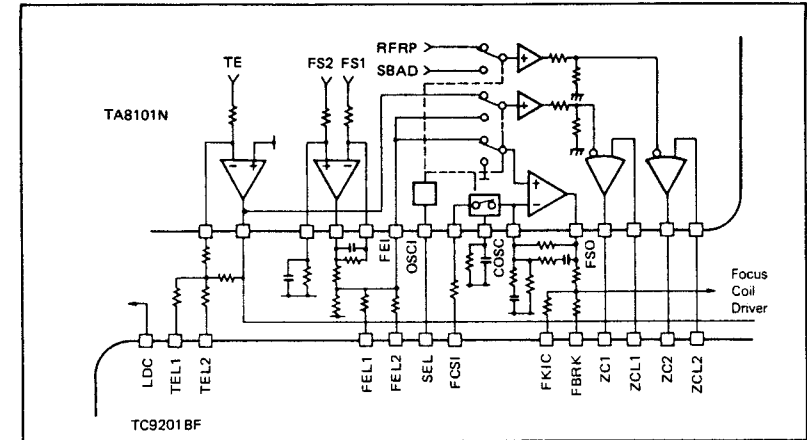 RFRP
SBAD
TE
FS2 FS1
TA8101N
FEI
OSCI
COSC
FSO
Focus
Coil
Driver
LDC
TEL1
TEL2
FEL1
FEL2
SEL
FCSI
FKIC
FBRK
ZC1
ZCL1
ZC2
ZCL2
TC9201BF